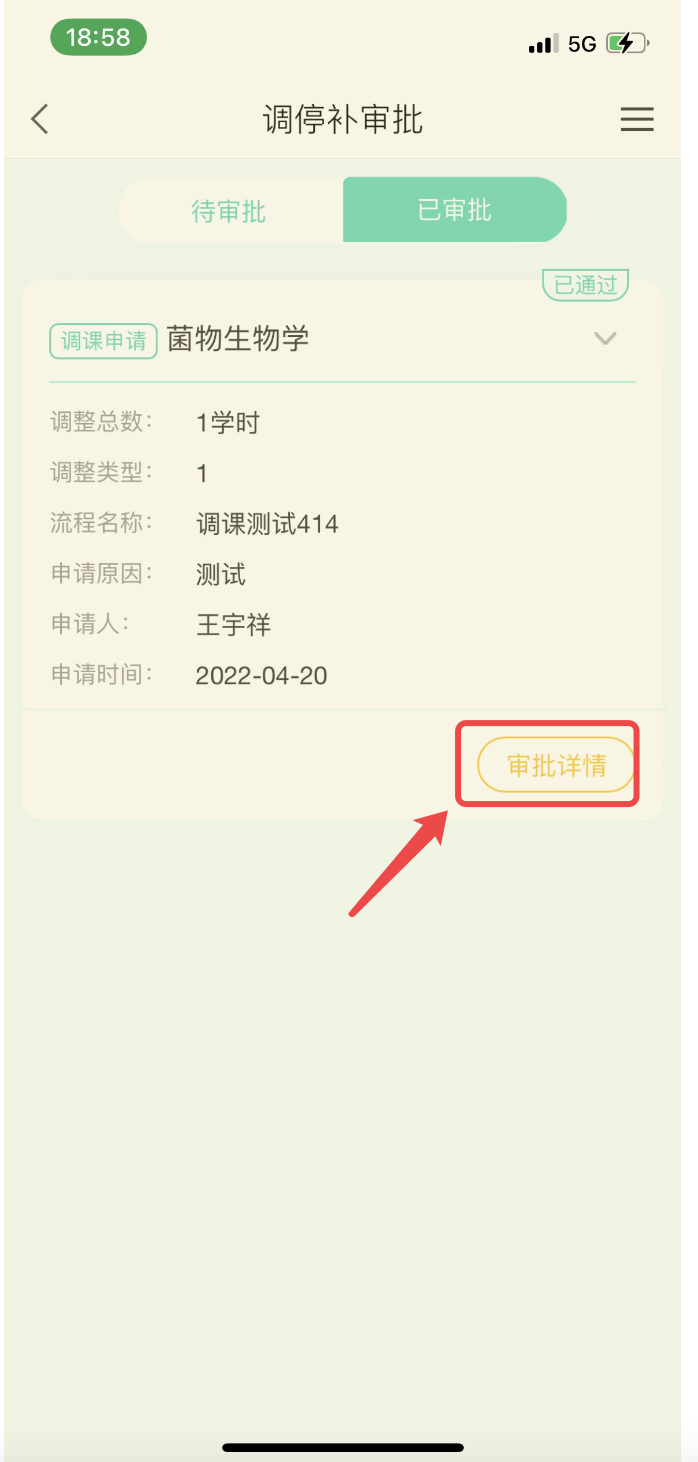 18:58
5G
调停补审批
待审批
已审批
已通过
调课申请 菌物生物学
调整总数： 1学时
调整类型： 1
流程名称： 调课测试414
申请原因： 测试
申请人： 王宇祥
申请时间： 2022-04-20
审批详情